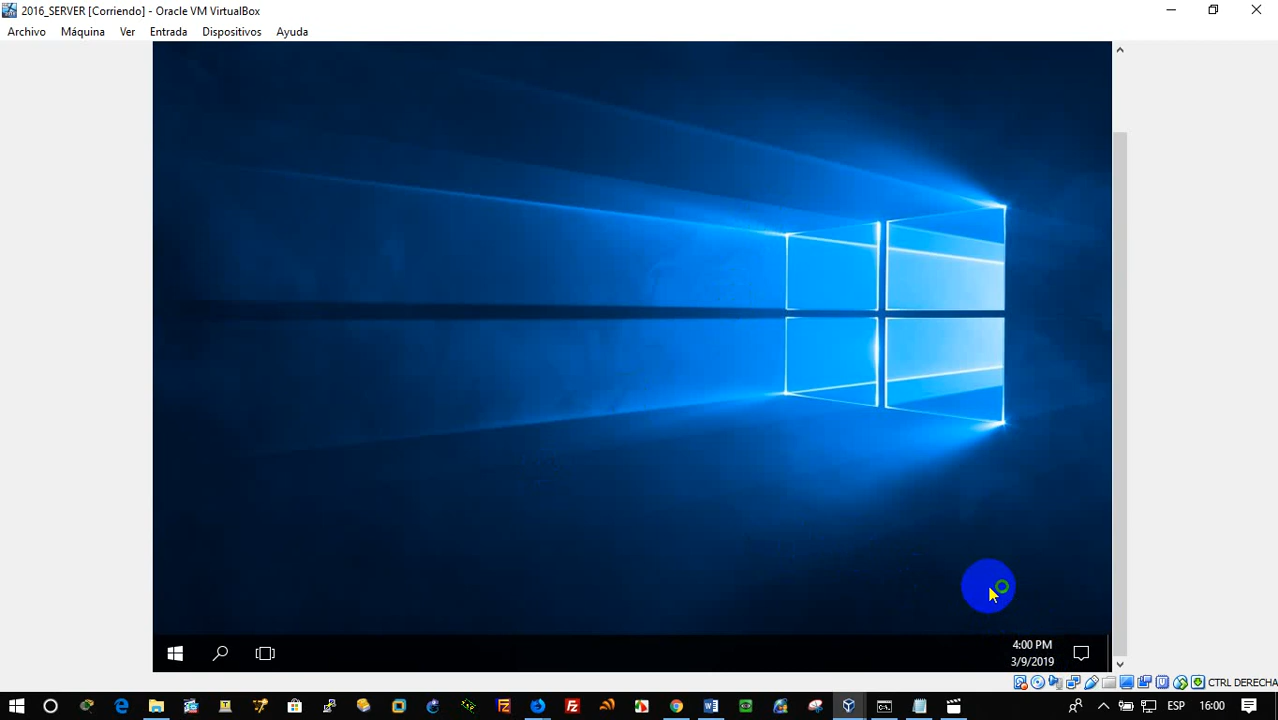 2016_SERVER [Corriendo] - Oracle VM VirtualBox
Archivo Máquina Ver Entrada Dispositivos Ayuda
4:00 PM
3/9/2019
CTRL DERECHA
ESP 16:00